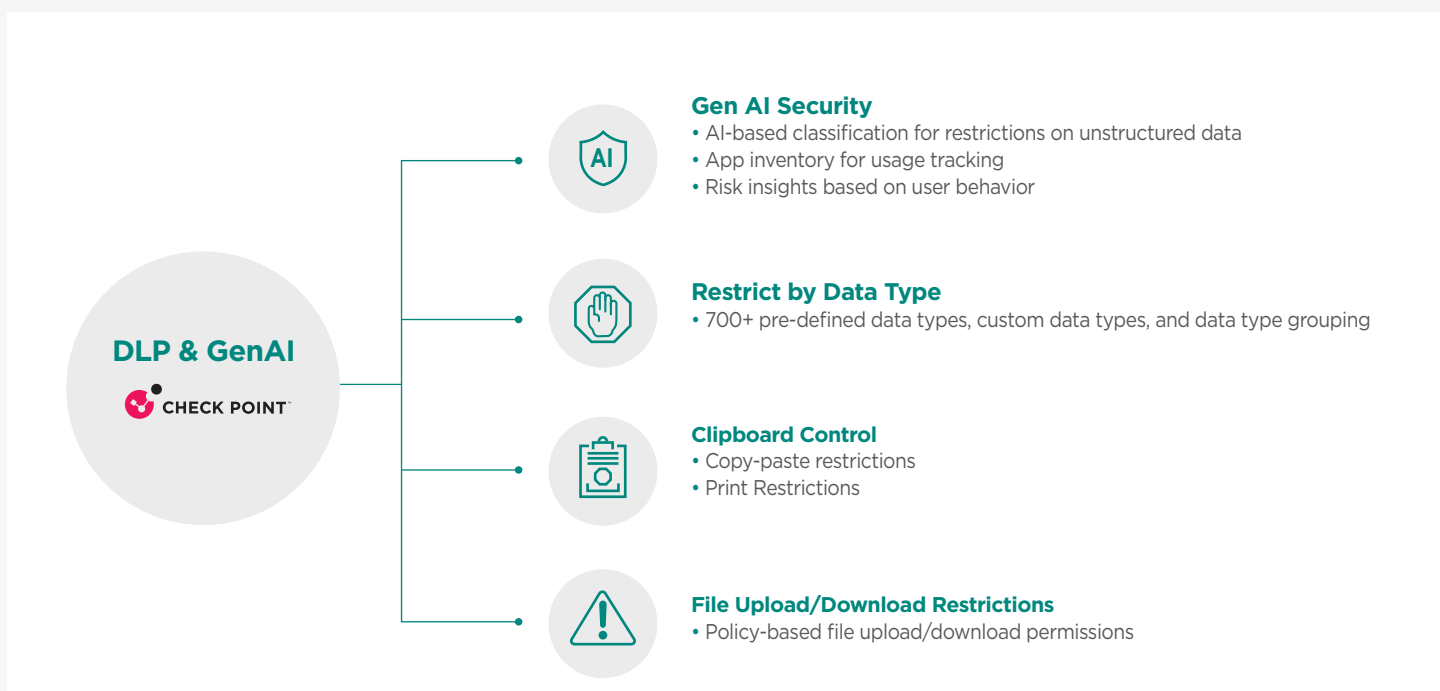 DLP & GenAI
CHECK POINT™
AI
Gen AI Security
• AI-based classification for restrictions on unstructured data
• App inventory for usage tracking
• Risk insights based on user behavior
Restrict by Data Type
• 700+ pre-defined data types, custom data types, and data type grouping
Clipboard Control
• Copy-paste restrictions
• Print Restrictions
File Upload/Download Restrictions
• Policy-based file upload/download permissions